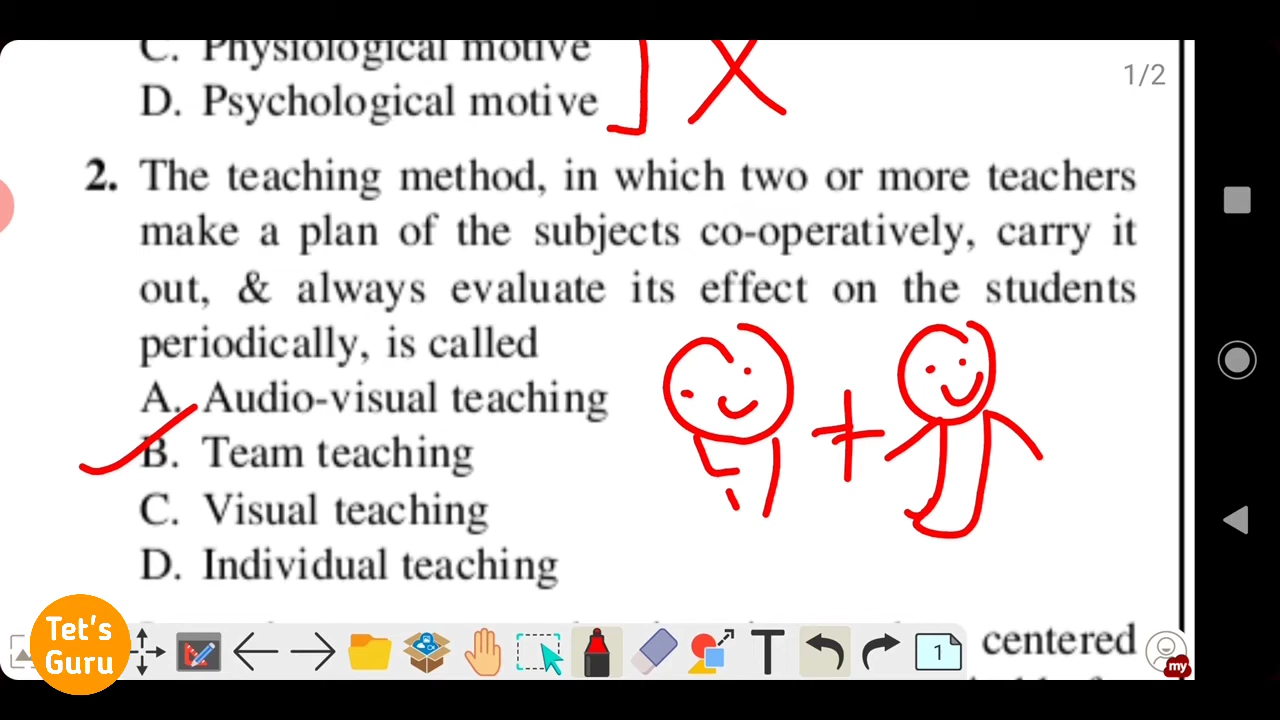 C. Physiological motive
D. Psychological motive
1/2
2. The teaching method, in which two or more teachers
make a plan of the subjects co-operatively, carry it
out, & always evaluate its effect on the students
periodically, is called
A. Audio-visual teaching
B. Team teaching
C. Visual teaching
D. Individual teaching
centered
Tet's
Guru
T
1
my